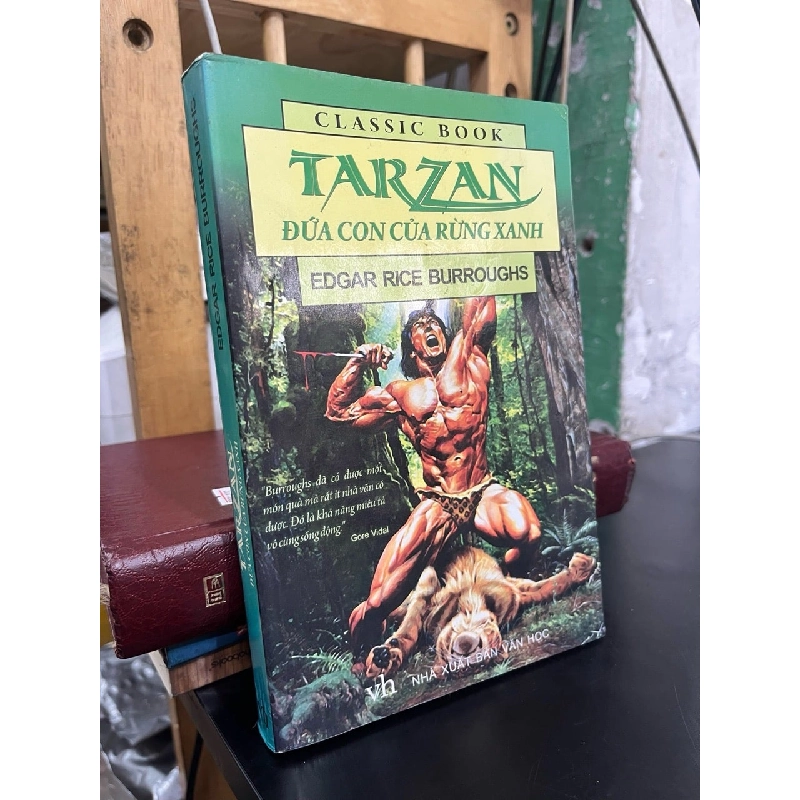 CLASSIC BOOK
TARZAN
ĐỨA CON CỦA RỪNG XANH
EDGAR RICE BURROUGHS
"Burroughs đã có được một
món quà mà rất ít nhà văn có
được. Đó là khả năng miêu tả
vô cùng sống động."
Gore Vidal
vh NHÀ XUẤT BẢN VĂN HỌC
EDGAR RICE BURROUGHS
TARZAN